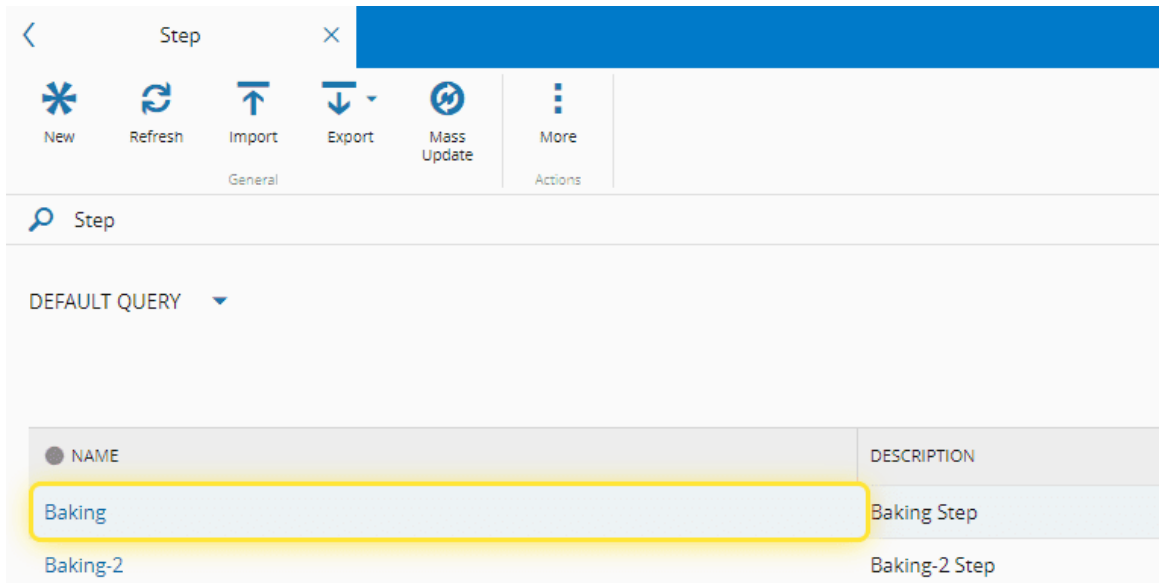 Step
New
Refresh
Import
Export
Mass
Update
More
General
Actions
Step
DEFAULT QUERY
NAME
DESCRIPTION
Baking
Baking Step
Baking-2
Baking-2 Step